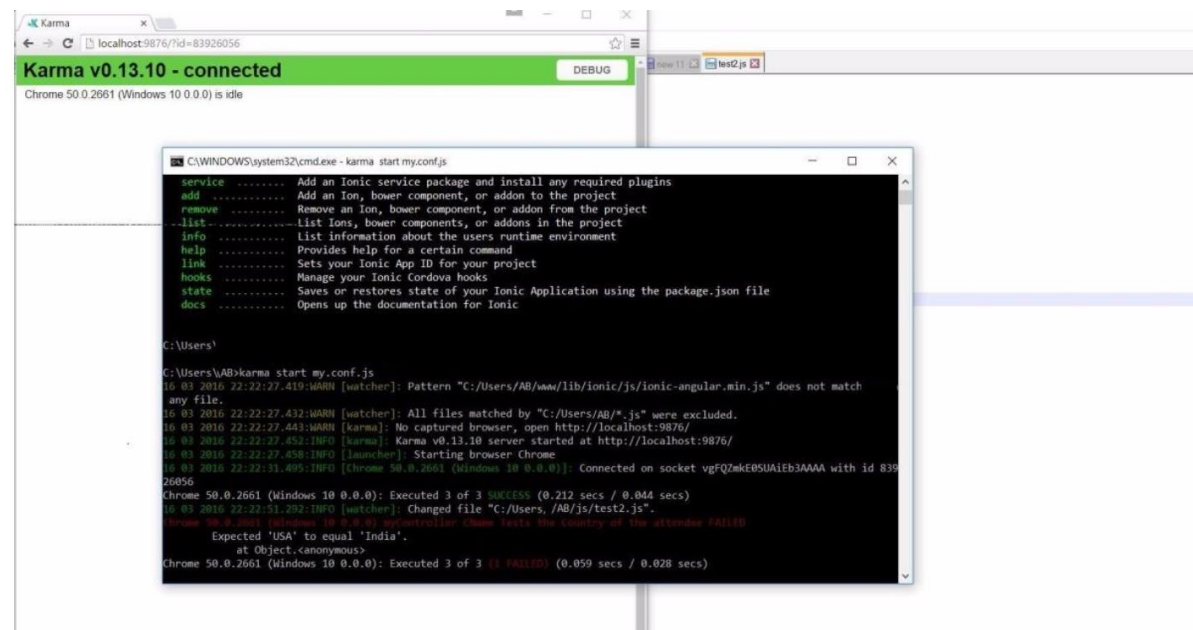 Karma
localhost:9876/?id=83926056
Karma v0.13.10 - connected
DEBUG
Chrome 50.0.2661 (Windows 10 0.0.0) is idle
new 11
test2.js
C:\WINDOWS\system32\cmd.exe - karma start my.conf.js
service ........ Add an Ionic service package and install any required plugins
add ............ Add an Ion, bower component, or addon to the project
remove ......... Remove an Ion, bower component, or addon from the project
list ........... List Ions, bower components, or addons in the project
info ........... List information about the users runtime environment
help ........... Provides help for a certain command
link ........... Sets your Ionic App ID for your project
hooks .......... Manage your Ionic Cordova hooks
state .......... Saves or restores state of your Ionic Application using the package.json file
docs ........... Opens up the documentation for Ionic
C:\Users\
C:\Users\AB>karma start my.conf.js
16 03 2016 22:22:27.419:WARN [watcher]: Pattern "C:/Users/AB/www/lib/ionic/js/ionic-angular.min.js" does not match
any file.
16 03 2016 22:22:27.432:WARN [watcher]: All files matched by "C:/Users/AB/*.js" were excluded.
16 03 2016 22:22:27.443:WARN [karma]: No captured browser, open http://localhost:9876/
16 03 2016 22:22:27.452:INFO [karma]: Karma v0.13.10 server started at http://localhost:9876/
16 03 2016 22:22:27.458:INFO [launcher]: Starting browser Chrome
16 03 2016 22:22:31.495:INFO [Chrome 50.0.2661 (Windows 10 0.0.0)]: Connected on socket vgFQZmkE05UAiEb3AAAA with id 839
26056
Chrome 50.0.2661 (Windows 10 0.0.0): Executed 3 of 3 SUCCESS (0.212 secs / 0.044 secs)
16 03 2016 22:22:51.292:INFO [watcher]: Changed file "C:/Users, /AB/js/test2.js".
Chrome 50.0.2661 (Windows 10 0.0.0) myController CName Tests the Country of the attendee FAILED
Expected 'USA' to equal 'India'.
at Object.<anonymous>
Chrome 50.0.2661 (Windows 10 0.0.0): Executed 3 of 3 (1 FAILED) (0.059 secs / 0.028 secs)